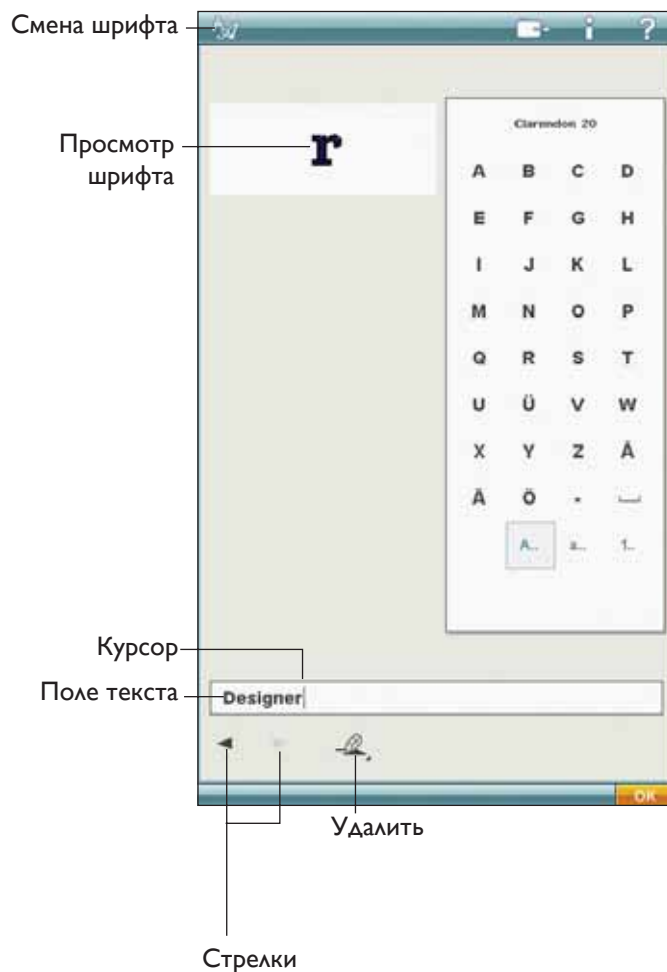 Смена шрифта
?
Clarendon 20
Просмотр
шрифта
r
A B C D
E F G H
I J K L
M N O P
Q R S T
U Ü V W
X Y Z Å
Ä Ö .
A... a... 1...
Курсор
Поле текста
Designer
OK
Удалить
Стрелки